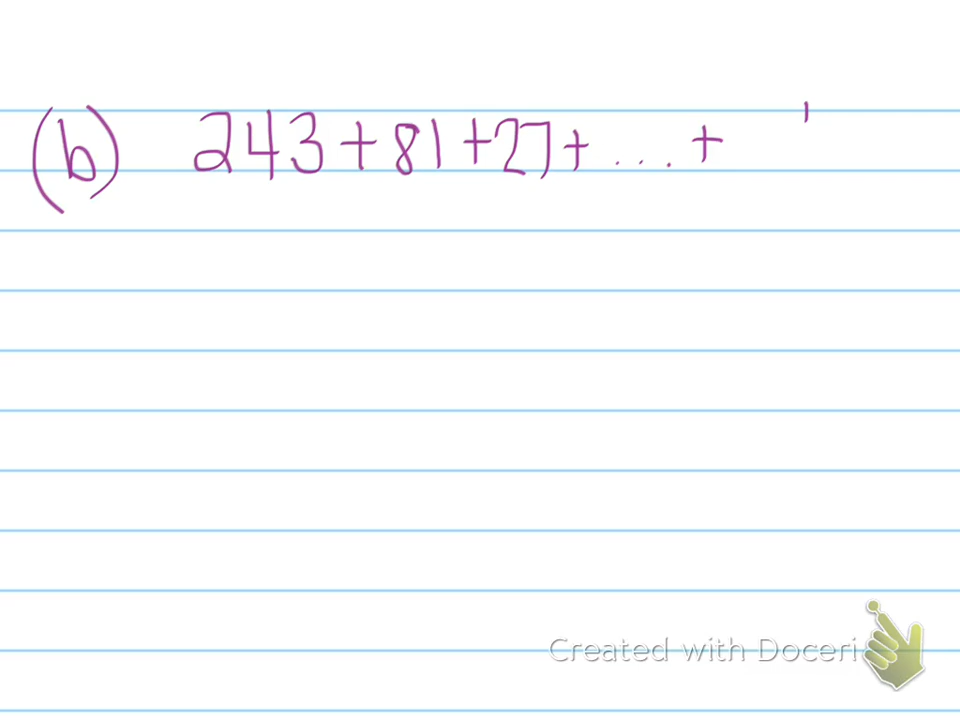 (b) 243 + 81 + 27 + ... +
Created with Doceri